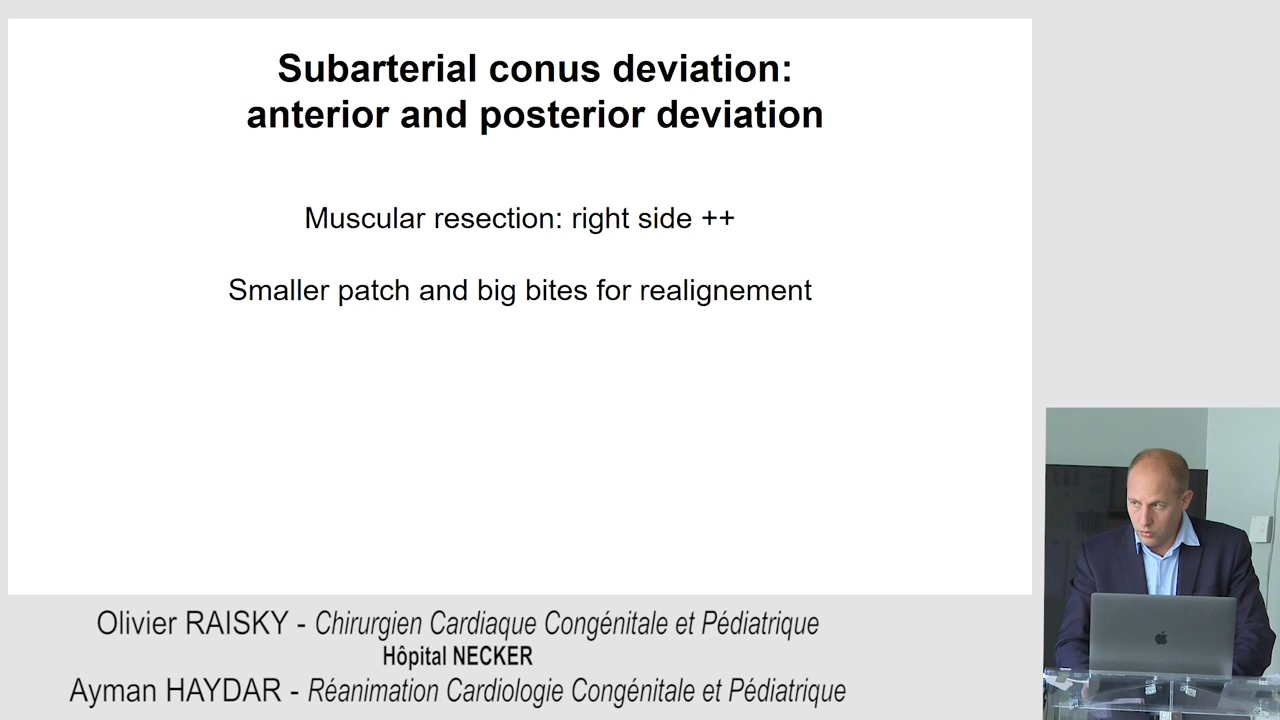 Subarterial conus deviation:
anterior and posterior deviation
Muscular resection: right side ++
Smaller patch and big bites for realignement
Olivier RAISKY - Chirurgien Cardiaque Congénitale et Pédiatrique
Hôpital NECKER
Ayman HAYDAR - Réanimation Cardiologie Congénitale et Pédiatrique